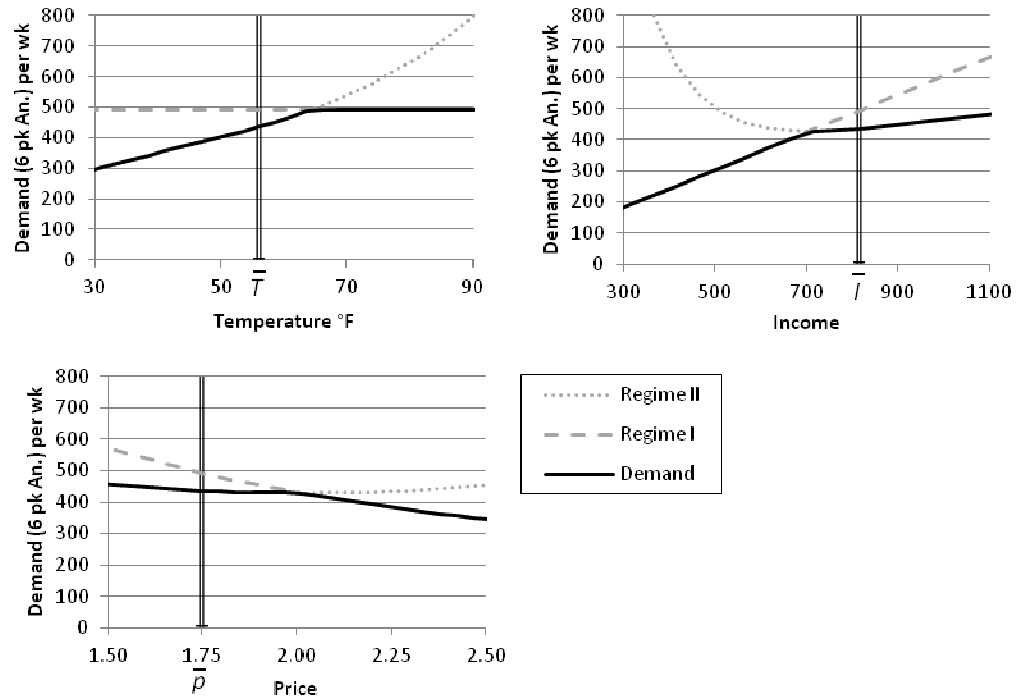 Demand (6 pk An.) per wk
800
700
600
500
400
300
200
100
0
30 50 T̅ 70 90
Temperature °F
Demand (6 pk An.) per wk
800
700
600
500
400
300
200
100
0
300 500 700 I̅ 900 1100
Income
Demand (6 pk An.) per wk
800
700
600
500
400
300
200
100
0
1.50 1.75 2.00 2.25 2.50
p̅
Price
Regime II
Regime I
Demand